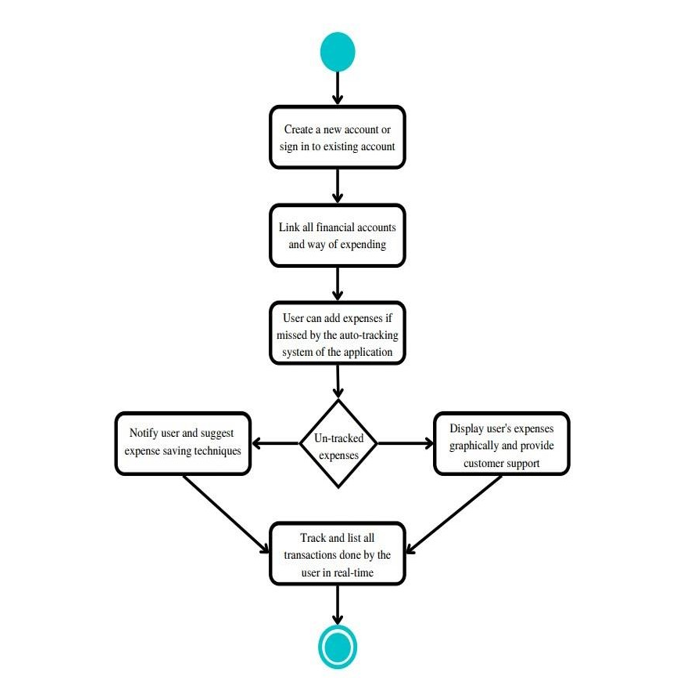 Create a new account or
sign in to existing account
Link all financial accounts
and way of expending
User can add expenses if
missed by the auto-tracking
system of the application
Un-tracked
expenses
Notify user and suggest
expense saving techniques
Display user's expenses
graphically and provide
customer support
Track and list all
transactions done by the
user in real-time